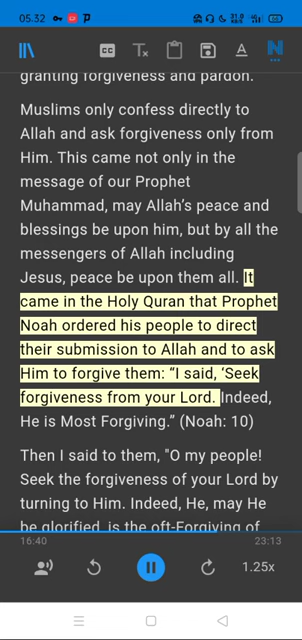 05.32
31.8
KB/s
4G
62
CC
granting forgiveness and pardon.
Muslims only confess directly to
Allah and ask forgiveness only from
Him. This came not only in the
message of our Prophet
Muhammad, may Allah’s peace and
blessings be upon him, but by all the
messengers of Allah including
Jesus, peace be upon them all. It
came in the Holy Quran that Prophet
Noah ordered his people to direct
their submission to Allah and to ask
Him to forgive them: “I said, ‘Seek
forgiveness from your Lord. Indeed,
He is Most Forgiving.” (Noah: 10)
Then I said to them, "O my people!
Seek the forgiveness of your Lord by
turning to Him. Indeed, He, may He
be glorified, is the oft-Forgiving of
16:40 23:13
1.25x